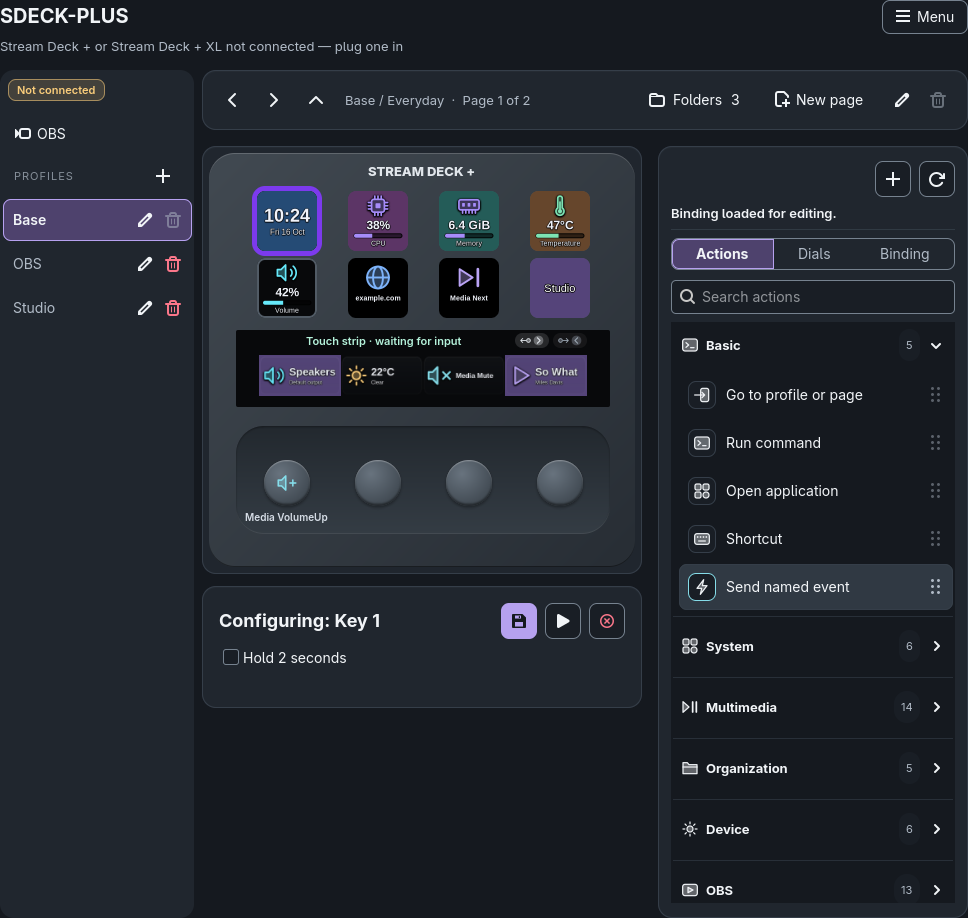 SDECK-PLUS
Menu
Stream Deck + or Stream Deck + XL not connected — plug one in
Not connected
OBS
PROFILES
Base
OBS
Studio
Base / Everyday · Page 1 of 2
Folders 3
New page
STREAM DECK +
10:24
Fri 16 Oct
38%
CPU
6.4 GiB
Memory
47°C
Temperature
42%
Volume
example.com
Media Next
Studio
Touch strip · waiting for input
Speakers
Default output
22°C
Clear
Media Mute
So What
Miles Davis
Media VolumeUp
Configuring: Key 1
Hold 2 seconds
Binding loaded for editing.
Actions
Dials
Binding
Search actions
Basic 5
Go to profile or page
Run command
Open application
Shortcut
Send named event
System 6
Multimedia 14
Organization 5
Device 6
OBS 13